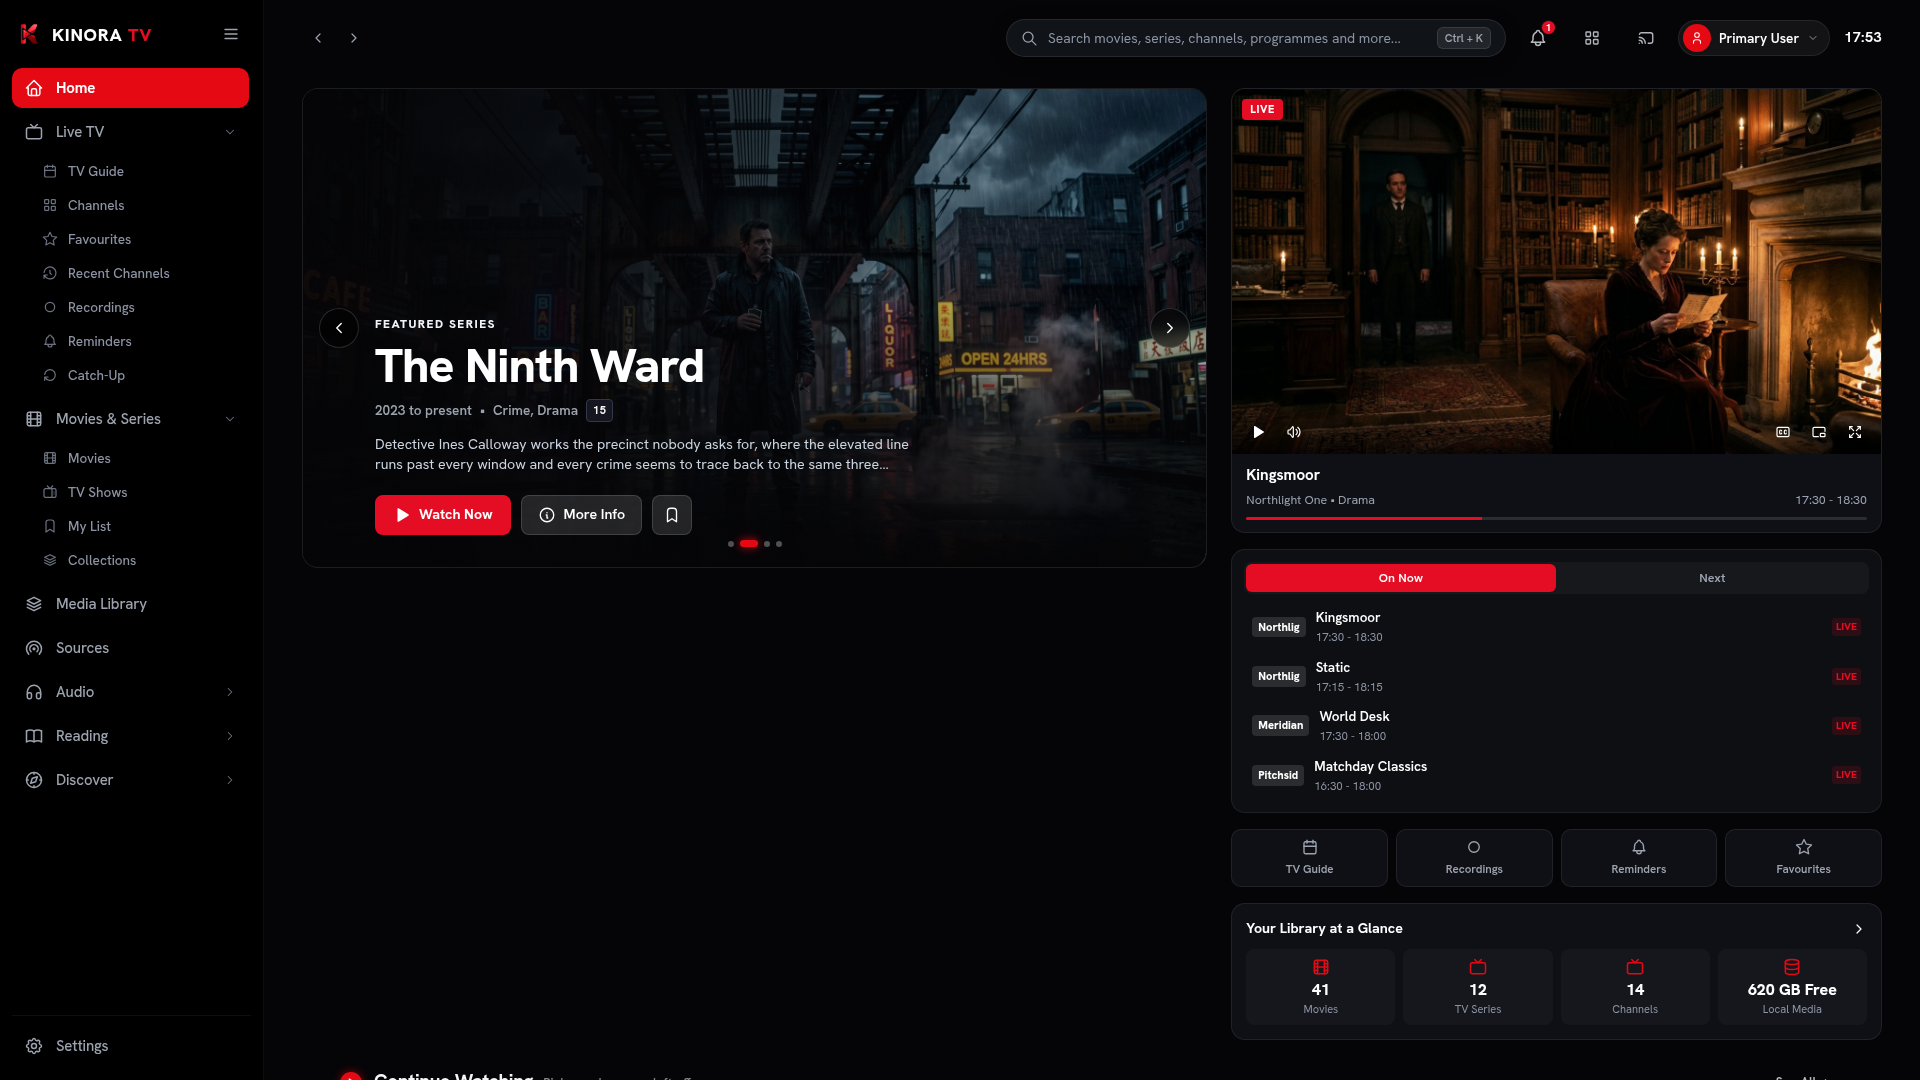 KINORA TV
Home
Live TV
TV Guide
Channels
Favourites
Recent Channels
Recordings
Reminders
Catch-Up
Movies & Series
Movies
TV Shows
My List
Collections
Media Library
Sources
Audio
Reading
Discover
Settings
Search movies, series, channels, programmes and more...
Ctrl + K
1
Primary User
17:53
CAFE
BAR
LIQUOR
OPEN 24HRS
FEATURED SERIES
The Ninth Ward
2023 to present • Crime, Drama 15
Detective Ines Calloway works the precinct nobody asks for, where the elevated line
runs past every window and every crime seems to trace back to the same three...
Watch Now
More Info
LIVE
Kingsmoor
Northlight One • Drama
17:30 - 18:30
On Now
Next
Northlig
Kingsmoor
17:30 - 18:30
LIVE
Northlig
Static
17:15 - 18:15
LIVE
Meridian
World Desk
17:30 - 18:00
LIVE
Pitchsid
Matchday Classics
16:30 - 18:00
LIVE
TV Guide
Recordings
Reminders
Favourites
Your Library at a Glance
41
Movies
12
TV Series
14
Channels
620 GB Free
Local Media
Continue Watching